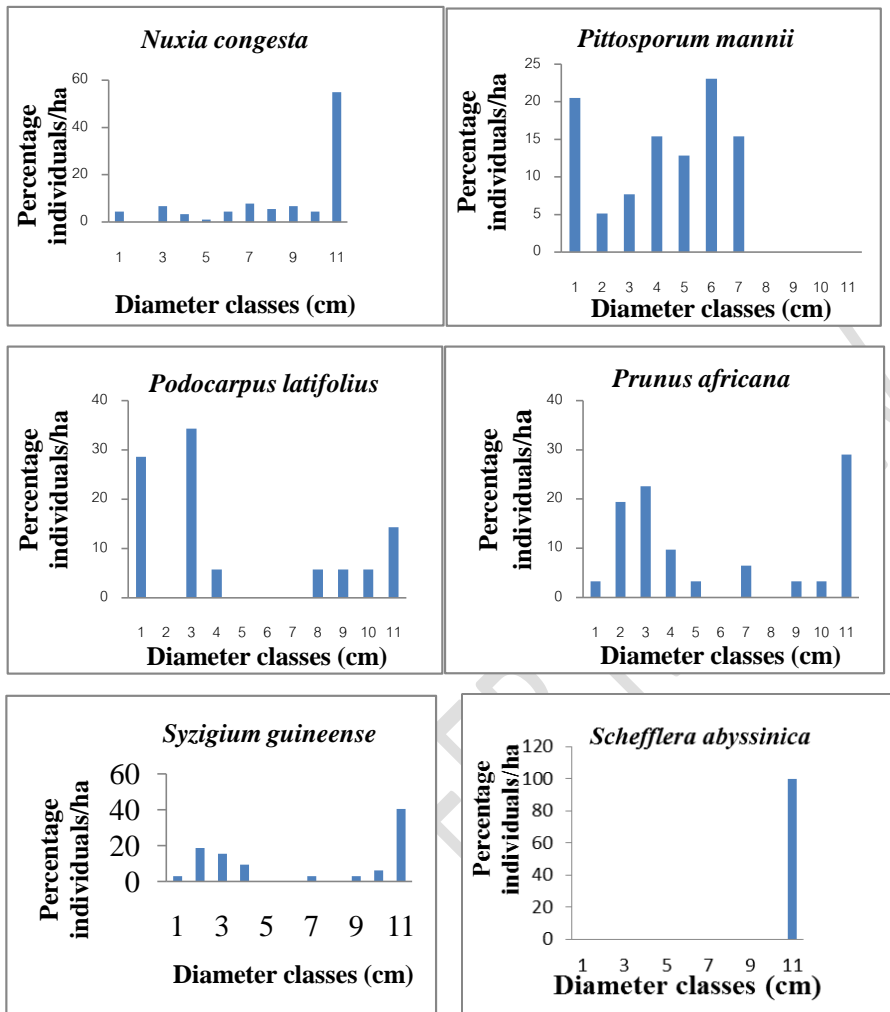 Nuxia congesta
Percentage
individuals/ha
60
40
20
0
1 3 5 7 9 11
Diameter classes (cm)
Pittosporum mannii
Percentage
individuals/ha
25
20
15
10
5
0
1 2 3 4 5 6 7 8 9 10 11
Diameter classes (cm)
Podocarpus latifolius
Percentage
individuals/ha
40
30
20
10
0
1 2 3 4 5 6 7 8 9 10 11
Diameter classes (cm)
Prunus africana
Percentage
individuals/ha
40
30
20
10
0
1 2 3 4 5 6 7 8 9 10 11
Diameter classes (cm)
Syzigium guineense
Percentage
individuals/ha
60
40
20
0
1 3 5 7 9 11
Diameter classes (cm)
Schefflera abyssinica
Percentage
individuals/ha
120
100
80
60
40
20
0
1 3 5 7 9 11
Diameter classes (cm)